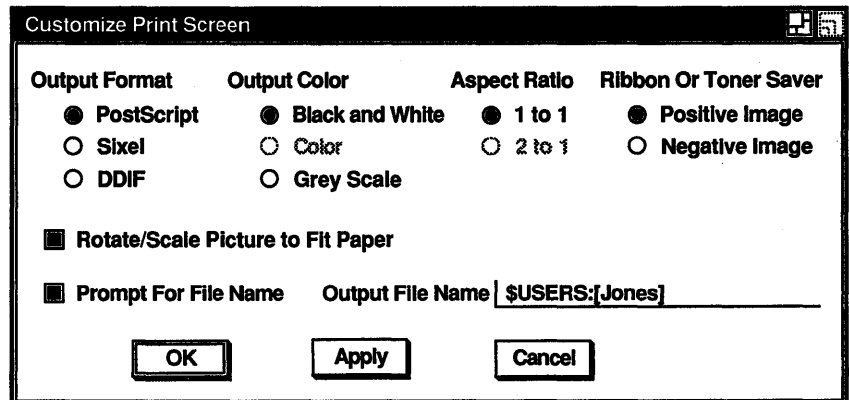 Customize Print Screen
Output Format Output Color Aspect Ratio Ribbon Or Toner Saver
PostScript Black and White 1 to 1 Positive Image
Sixel Color 2 to 1 Negative Image
DDIF Grey Scale
Rotate/Scale Picture to Fit Paper
Prompt For File Name Output File Name $USERS:[Jones]
OK Apply Cancel